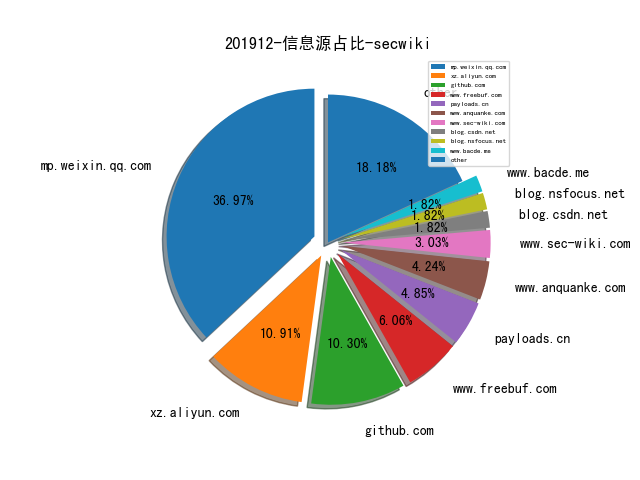 201912-信息源占比-secwiki
mp.weixin.qq.com
xz.aliyun.com
github.com
www.freebuf.com
payloads.cn
www.anquanke.com
www.sec-wiki.com
blog.csdn.net
blog.nsfocus.net
www.bacde.me
other
mp.weixin.qq.com
36.97%
xz.aliyun.com
10.91%
github.com
10.30%
www.freebuf.com
6.06%
payloads.cn
4.85%
www.anquanke.com
4.24%
www.sec-wiki.com
3.03%
blog.csdn.net
1.82%
blog.nsfocus.net
1.82%
www.bacde.me
1.82%
18.18%